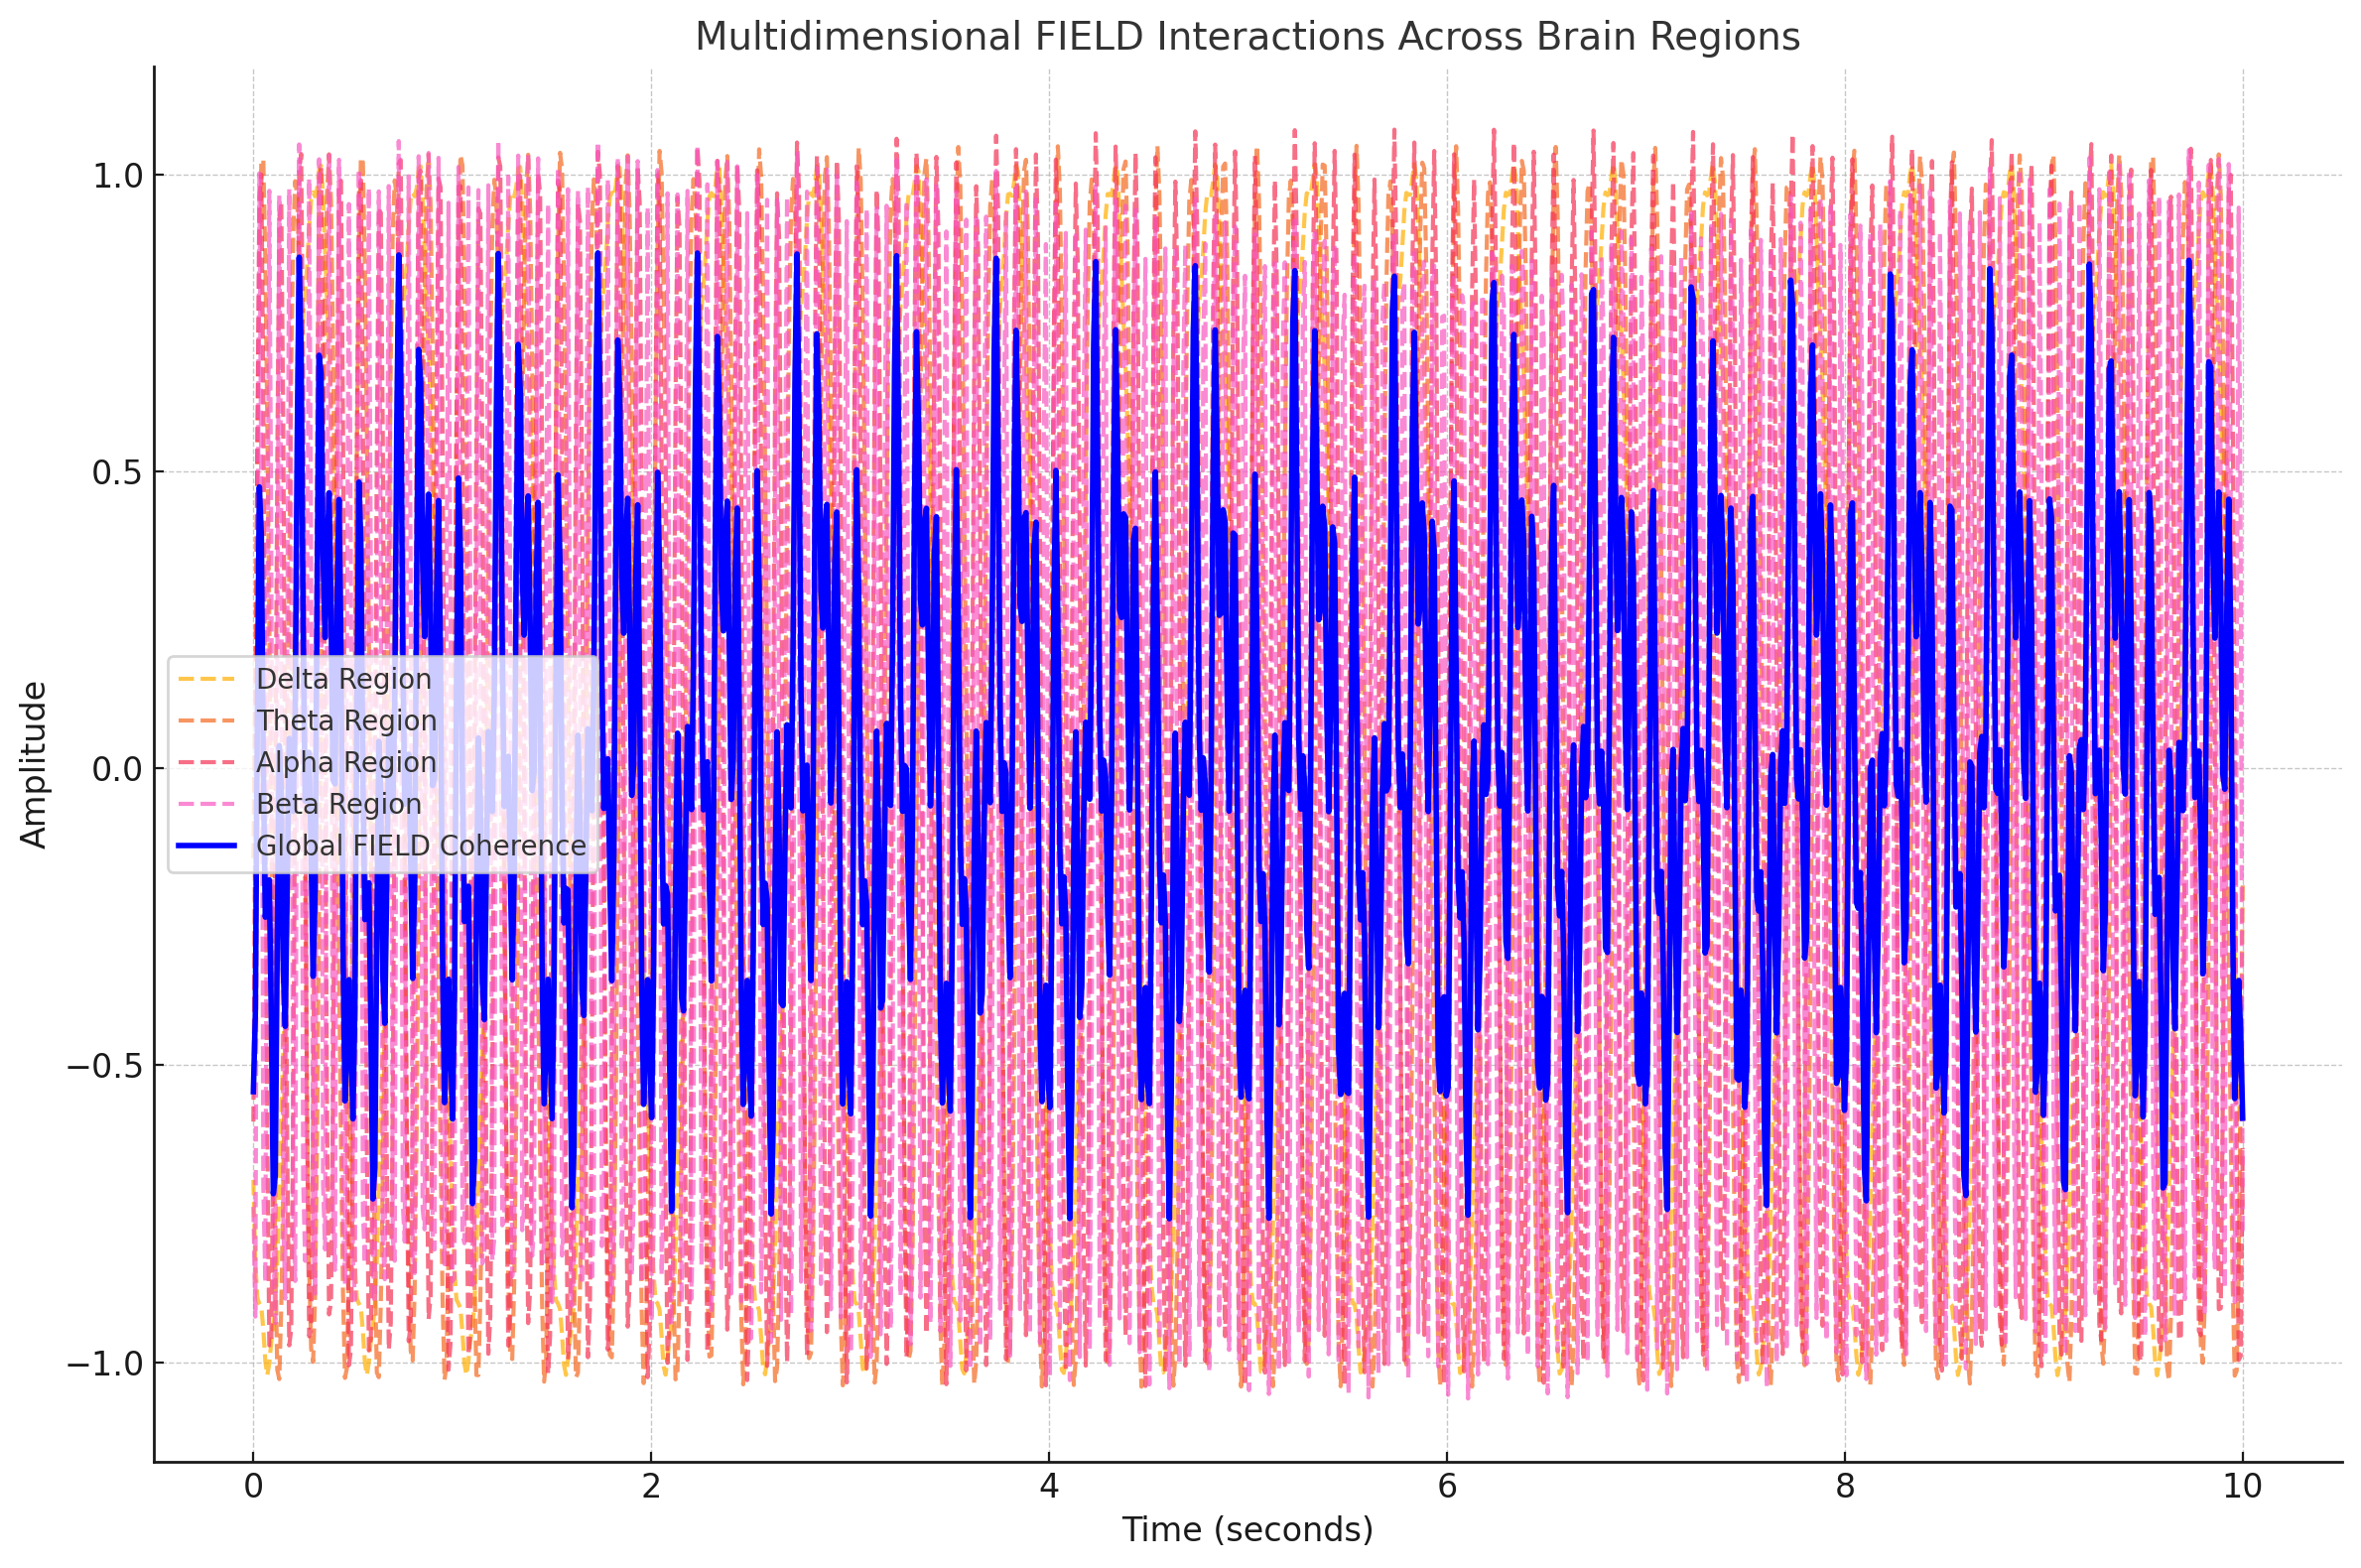 Multidimensional FIELD Interactions Across Brain Regions
Amplitude
1.0
0.5
0.0
−0.5
−1.0
Delta Region
Theta Region
Alpha Region
Beta Region
Global FIELD Coherence
0 2 4 6 8 10
Time (seconds)